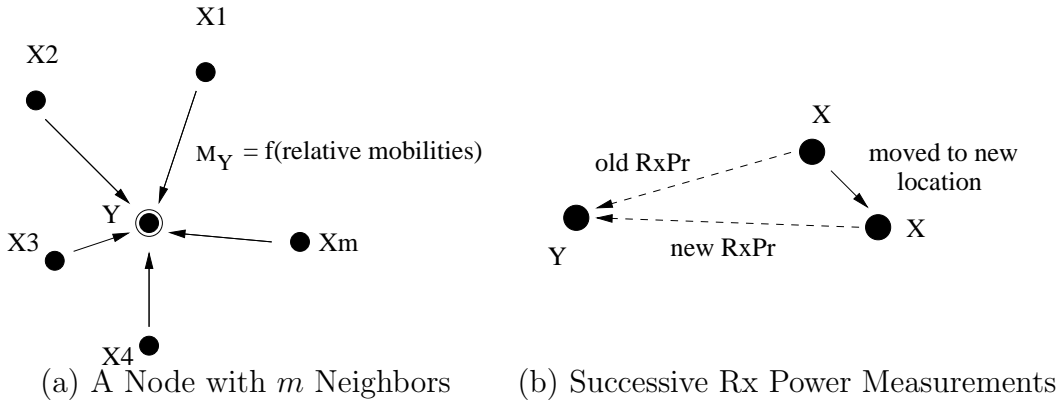 X1
X2
M_Y = f(relative mobilities)
Y
X3
Xm
X4
(a) A Node with m Neighbors
X
old RxPr
moved to new
location
X
Y
new RxPr
(b) Successive Rx Power Measurements